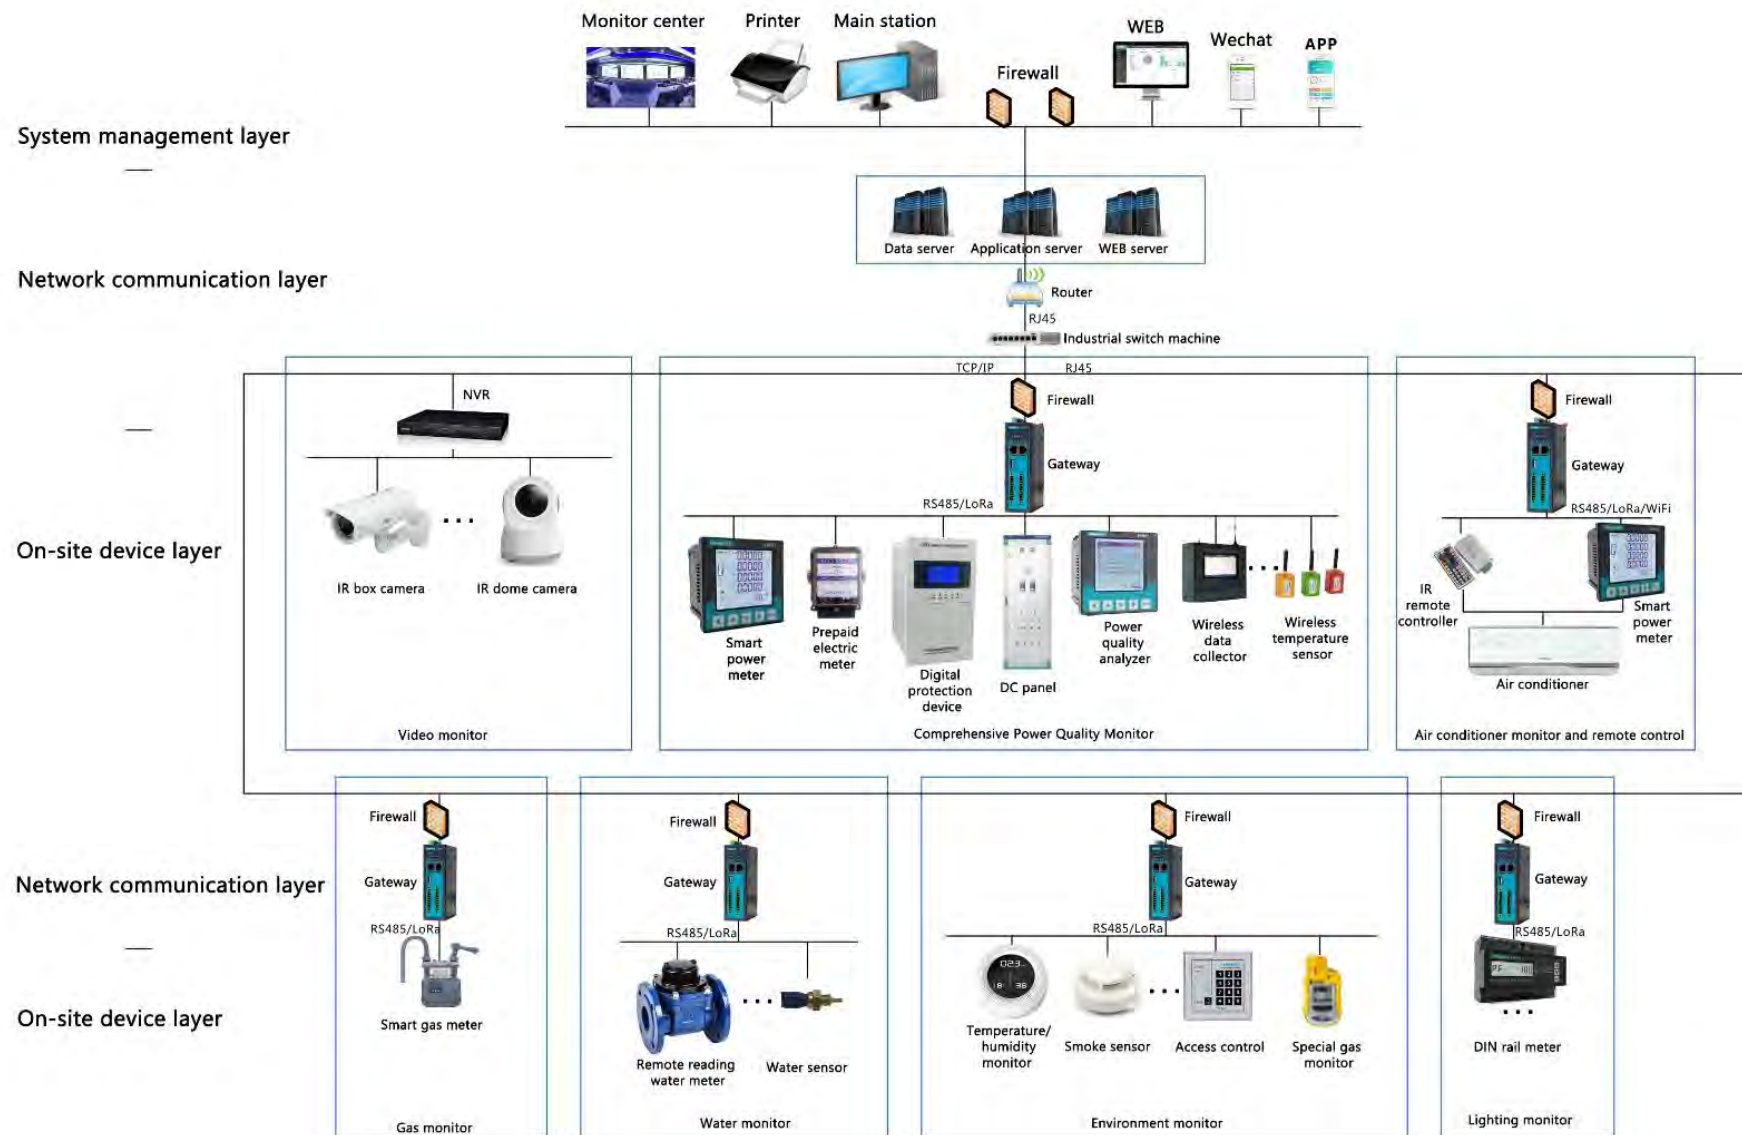 Monitor center
Printer
Main station
Firewall
WEB
Wechat
APP
System management layer
Data server
Application server
WEB server
Network communication layer
Router
RJ45
Industrial switch machine
TCP/IP
RJ45
NVR
IR box camera
IR dome camera
Video monitor
Firewall
Gateway
RS485/LoRa
Smart
power
meter
Prepaid
electric
meter
Digital
protection
device
DC panel
Power
quality
analyzer
Wireless
data
collector
Wireless
temperature
sensor
Comprehensive Power Quality Monitor
Firewall
Gateway
RS485/LoRa/WiFi
IR
remote
controller
Smart
power
meter
Air conditioner
Air conditioner monitor and remote control
On-site device layer
Firewall
Gateway
RS485/LoRa
Smart gas meter
Gas monitor
Firewall
Gateway
RS485/LoRa
Remote reading
water meter
Water sensor
Water monitor
Firewall
Gateway
RS485/LoRa
Temperature/
humidity
monitor
Smoke sensor
Access control
Special gas
monitor
Environment monitor
Firewall
Gateway
RS485/LoRa
DIN rail meter
Lighting monitor
Network communication layer
On-site device layer